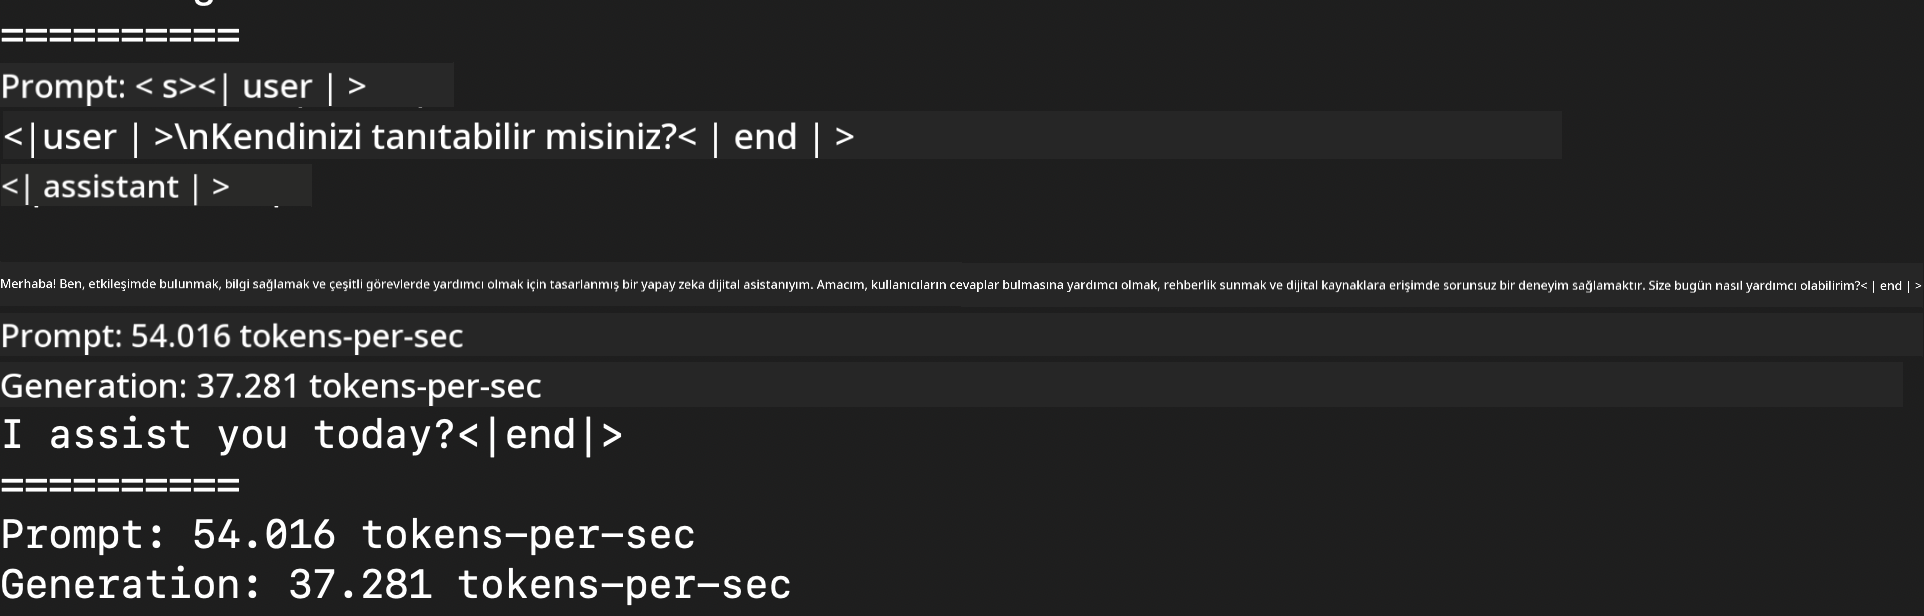 ==========
Prompt: < s><| user | >
<|user | >\nKendinizi tanıtabilir misiniz?< | end | >
<| assistant | >
Merhaba! Ben, etkileşimde bulunmak, bilgi sağlamak ve çeşitli görevlerde yardımcı olmak için tasarlanmış bir yapay zeka dijital asistanıyım. Amacım, kullanıcıların cevaplar bulmasına yardımcı olmak, rehberlik sunmak ve dijital kaynaklara erişimde sorunsuz bir deneyim sağlamaktır. Size bugün nasıl yardımcı olabilirim?< | end | >
Prompt: 54.016 tokens-per-sec
Generation: 37.281 tokens-per-sec
I assist you today?<|end|>
==========
Prompt: 54.016 tokens-per-sec
Generation: 37.281 tokens-per-sec